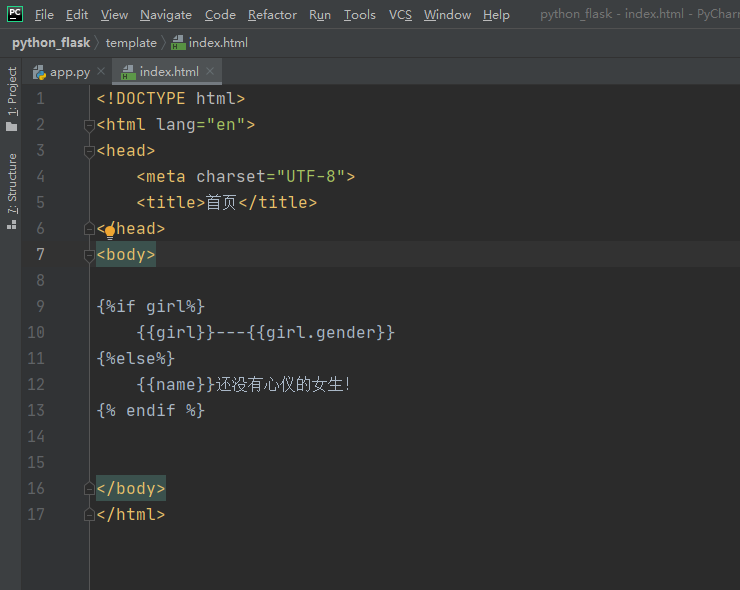 PC File Edit View Navigate Code Refactor Run Tools VCS Window Help python_flask - index.html - PyCharm
python_flask template index.html
app.py index.html
1: Project
7: Structure
1 <!DOCTYPE html>
2 <html lang="en">
3 <head>
4 <meta charset="UTF-8">
5 <title>首页</title>
6 </head>
7 <body>
8
9 {%if girl%}
10 {{girl}}---{{girl.gender}}
11 {%else%}
12 {{name}}还没有心仪的女生!
13 {% endif %}
14
15
16 </body>
17 </html>